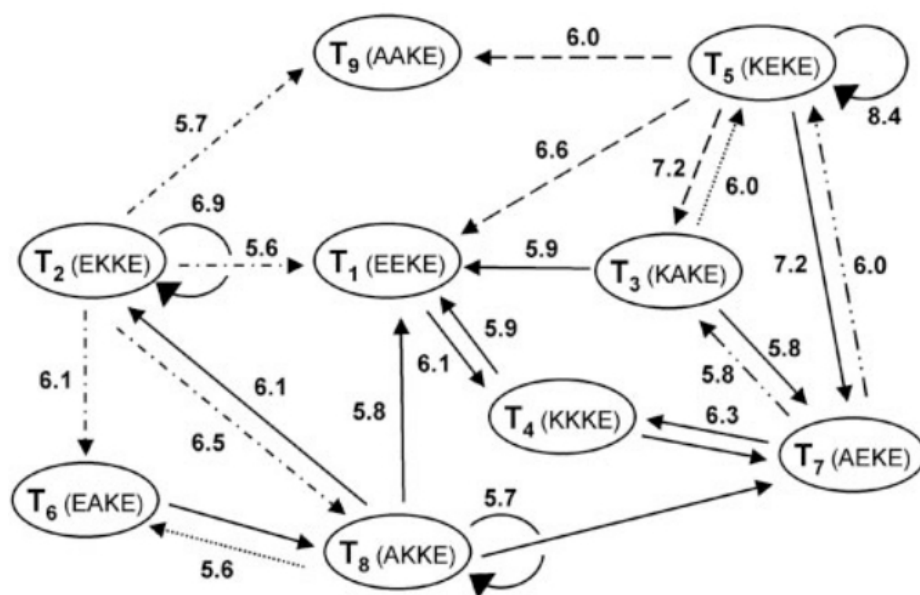 T9 (AAKE)
6.0
T5 (KEKE)
8.4
5.7
6.6
7.2
6.0
6.9
5.6
T2 (EKKE)
T1 (EEKE)
5.9
T3 (KAKE)
7.2
6.0
5.9
6.1
5.8
5.8
6.1
6.1
5.8
6.5
T4 (KKKE)
6.3
T7 (AEKE)
T6 (EAKE)
5.7
5.6
T8 (AKKE)